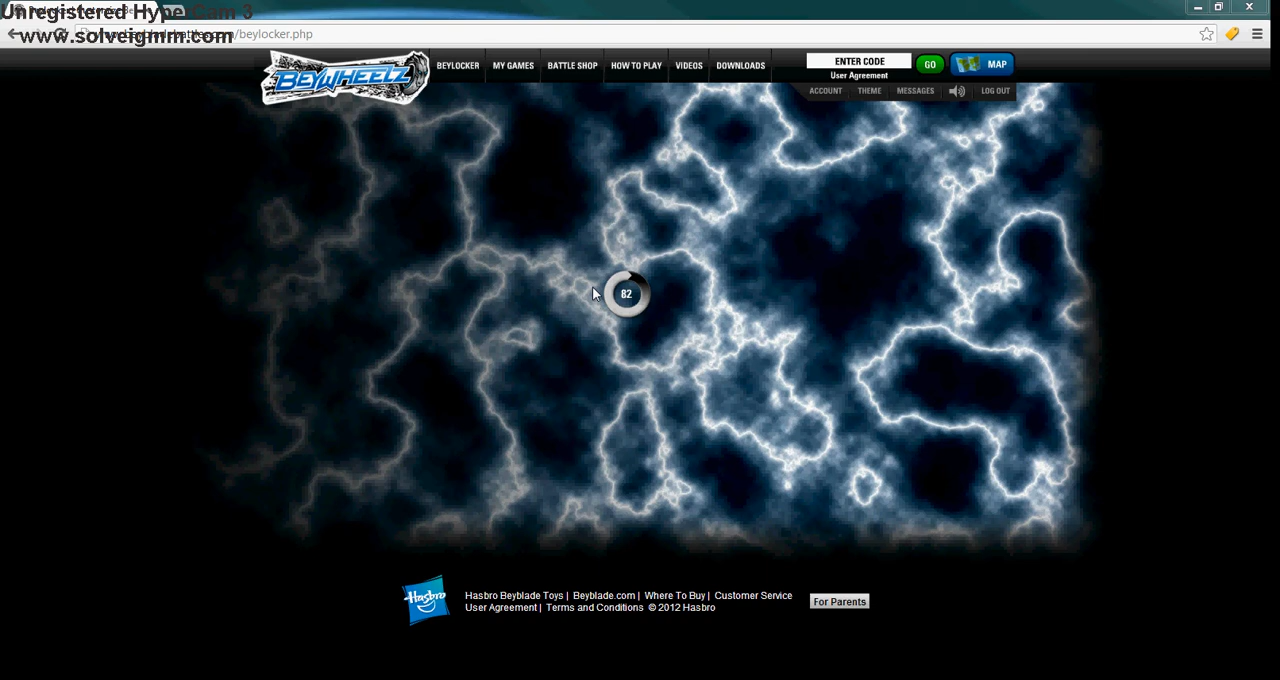 Unregistered HyperCam 3
www.solveigmm.com
/beylocker.php
BEYWHEELZ
BEYLOCKER
MY GAMES
BATTLE SHOP
HOW TO PLAY
VIDEOS
DOWNLOADS
ENTER CODE
GO
MAP
User Agreement
ACCOUNT
THEME
MESSAGES
LOG OUT
82
Hasbro
Hasbro Beyblade Toys | Beyblade.com | Where To Buy | Customer Service
User Agreement | Terms and Conditions © 2012 Hasbro
For Parents